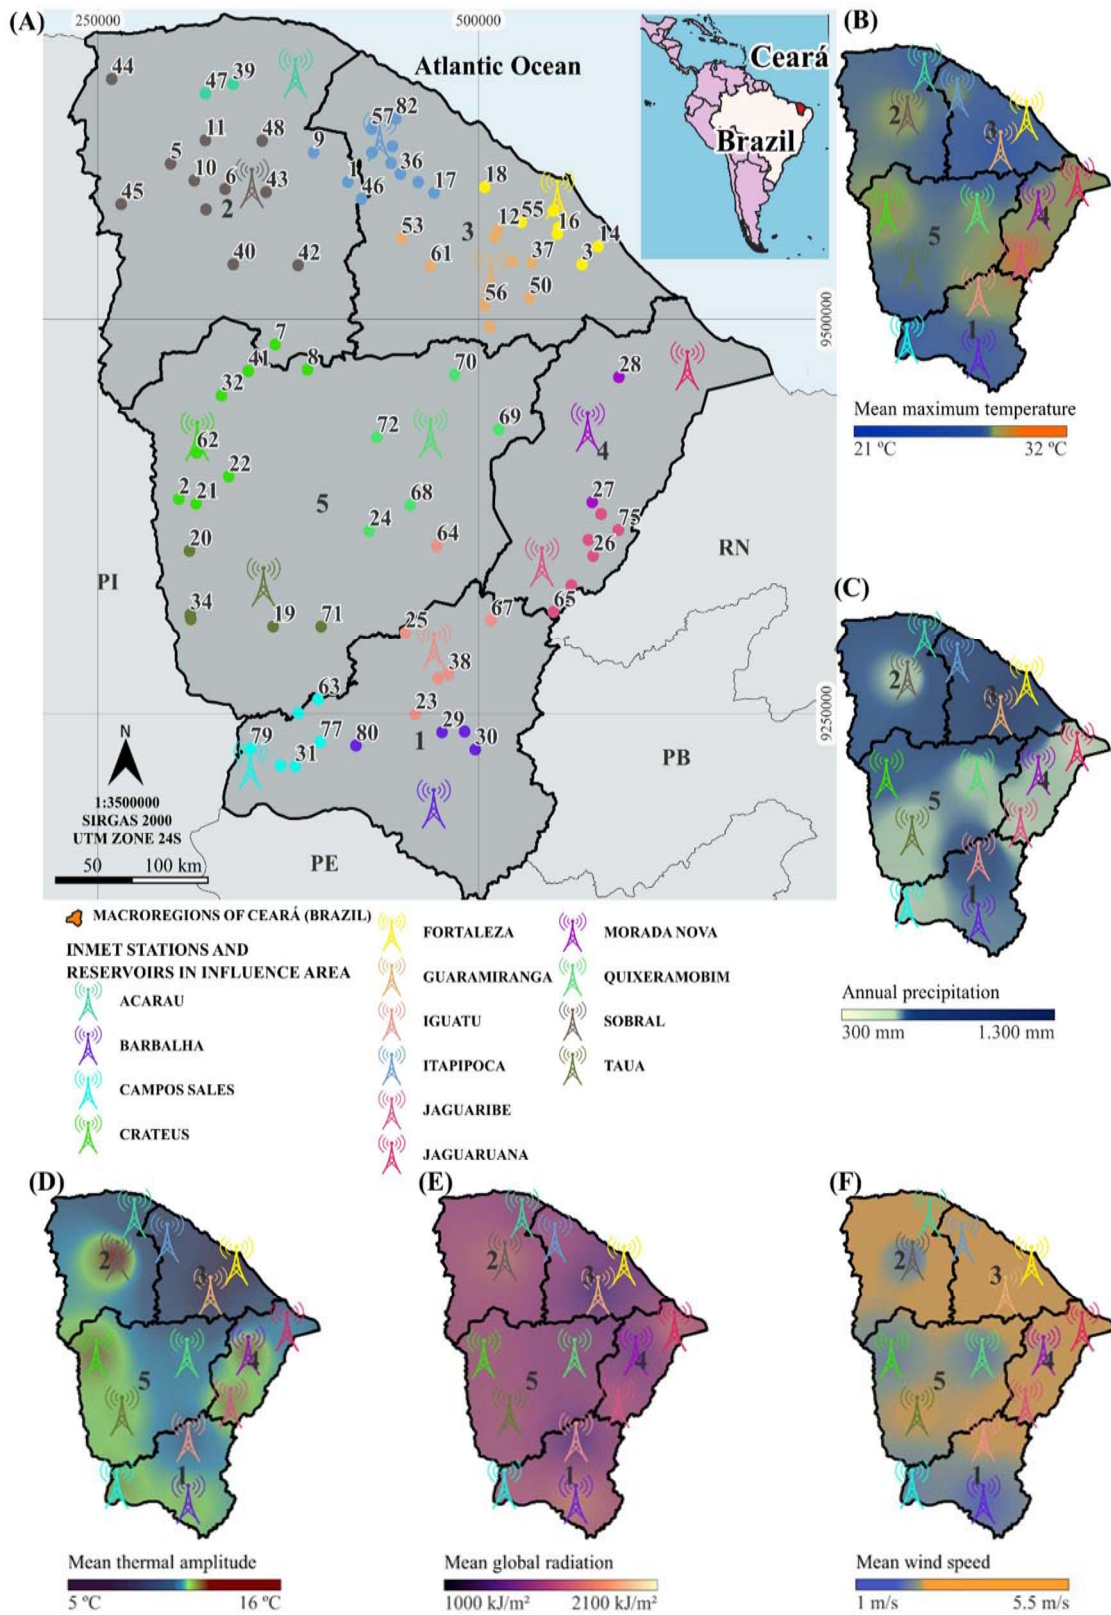 (A)
250000
500000
Atlantic Ocean
Ceará
Brazil
44
47
39
82
57
11
48
9
5
10
6
43
1
36
46
17
18
45
2
12
55
16
53
3
14
40
42
61
37
3
56
50
9500000
7
41
8
70
28
32
72
69
62
4
22
2
21
5
68
27
24
64
75
26
20
RN
PI
34
19
71
25
67
65
38
63
23
9250000
79
77
80
29
1
30
31
PB
N
1:3500000
SIRGAS 2000
UTM ZONE 24S
50
100 km
PE
MACROREGIONS OF CEARÁ (BRAZIL)
INMET STATIONS AND
RESERVOIRS IN INFLUENCE AREA
ACARAU
BARBALHA
CAMPOS SALES
CRATEUS
FORTALEZA
GUARAMIRANGA
IGUATU
ITAPIPOCA
JAGUARIBE
JAGUARUANA
MORADA NOVA
QUIXERAMOBIM
SOBRAL
TAUA
(B)
2
3
4
5
1
Mean maximum temperature
21 ºC
32 ºC
(C)
2
3
4
5
1
Annual precipitation
300 mm
1.300 mm
(D)
2
3
4
5
1
Mean thermal amplitude
5 ºC
16 ºC
(E)
2
3
4
5
1
Mean global radiation
1000 kJ/m²
2100 kJ/m²
(F)
2
3
4
5
1
Mean wind speed
1 m/s
5.5 m/s